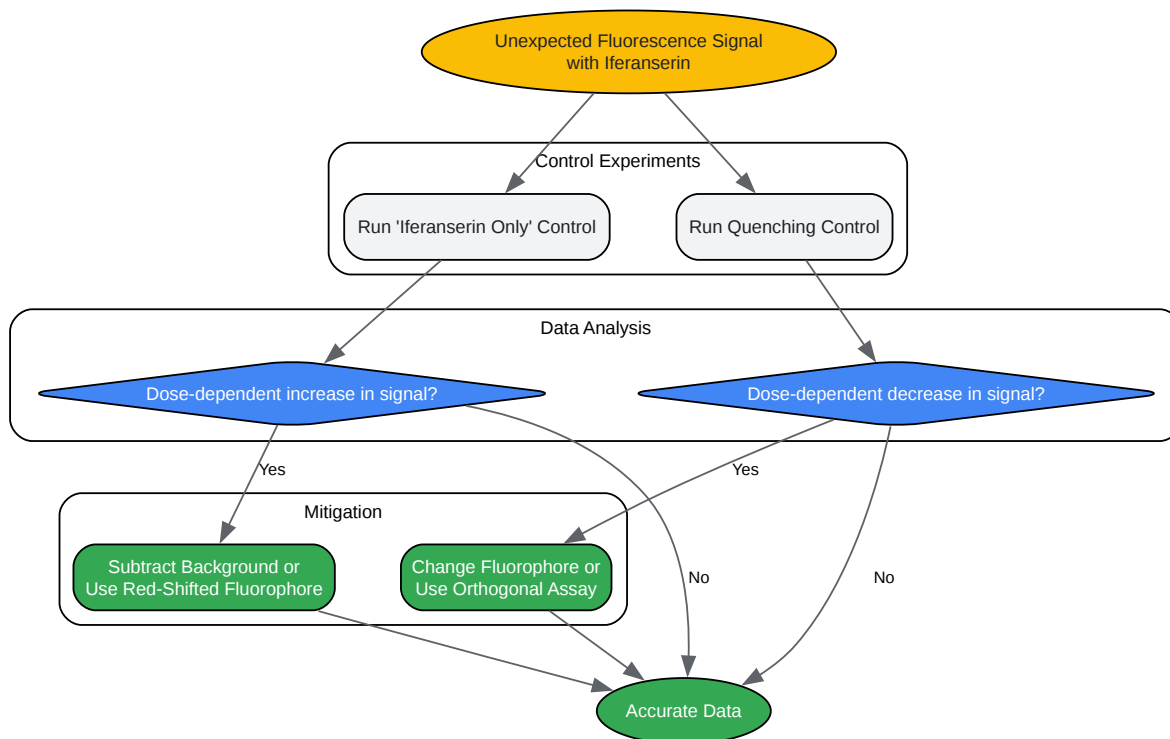 Unexpected Fluorescence Signal
with Iferanserin
Control Experiments
Run 'Iferanserin Only' Control
Run Quenching Control
Data Analysis
Dose-dependent increase in signal?
Dose-dependent decrease in signal?
Yes
Yes
Mitigation
Subtract Background or
Use Red-Shifted Fluorophore
Change Fluorophore or
Use Orthogonal Assay
No
No
Accurate Data